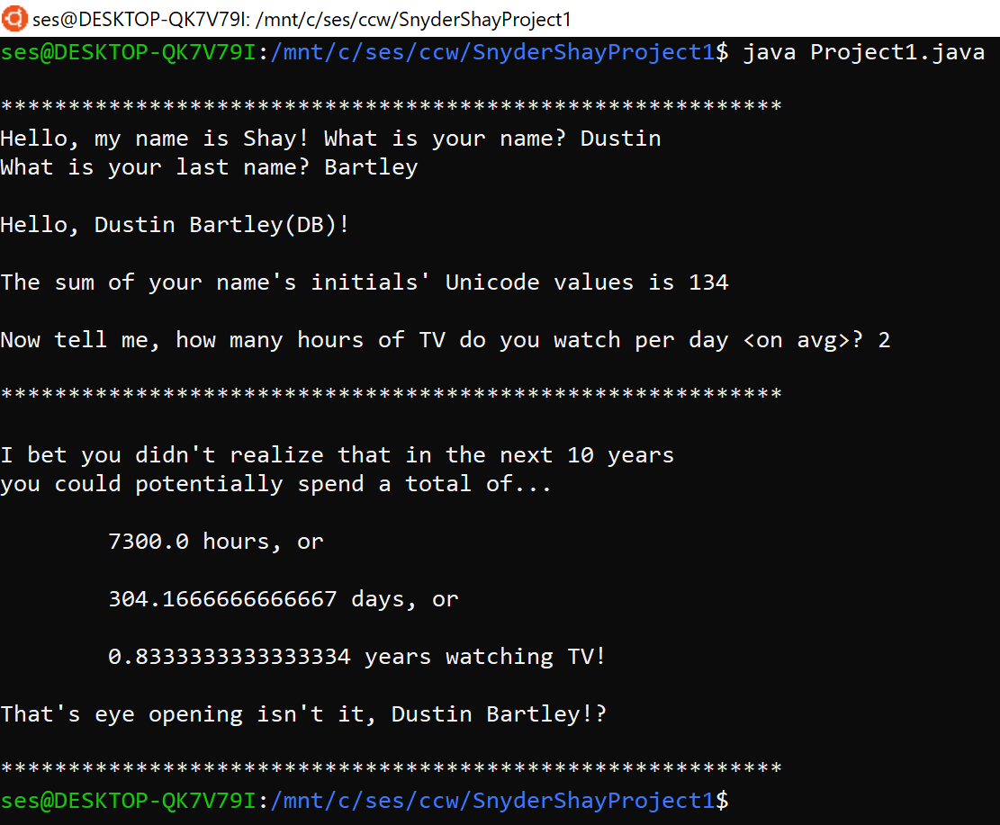 ses@DESKTOP-QK7V79I: /mnt/c/ses/ccw/SnyderShayProject1
ses@DESKTOP-QK7V79I:/mnt/c/ses/ccw/SnyderShayProject1$ java Project1.java
**********************************************************
Hello, my name is Shay! What is your name? Dustin
What is your last name? Bartley
Hello, Dustin Bartley(DB)!
The sum of your name's initials' Unicode values is 134
Now tell me, how many hours of TV do you watch per day <on avg>? 2
**********************************************************
I bet you didn't realize that in the next 10 years
you could potentially spend a total of...
7300.0 hours, or
304.1666666666667 days, or
0.8333333333333334 years watching TV!
That's eye opening isn't it, Dustin Bartley!?
**********************************************************
ses@DESKTOP-QK7V79I:/mnt/c/ses/ccw/SnyderShayProject1$